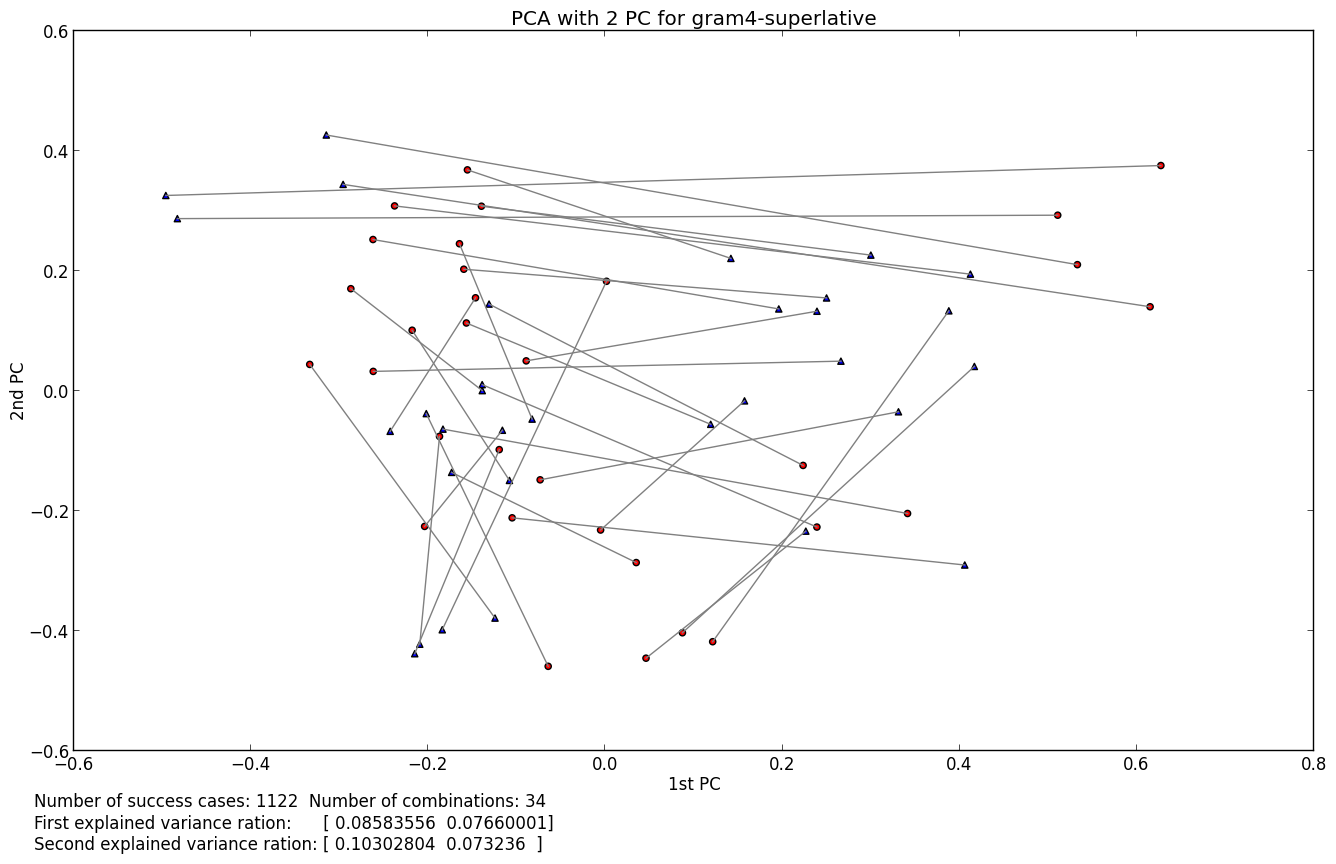 PCA with 2 PC for gram4-superlative
0.6
0.4
0.2
0.0
−0.2
−0.4
−0.6
2nd PC
−0.6 −0.4 −0.2 0.0 0.2 0.4 0.6 0.8
1st PC
Number of success cases: 1122 Number of combinations: 34
First explained variance ration: [ 0.08583556 0.07660001]
Second explained variance ration: [ 0.10302804 0.073236 ]